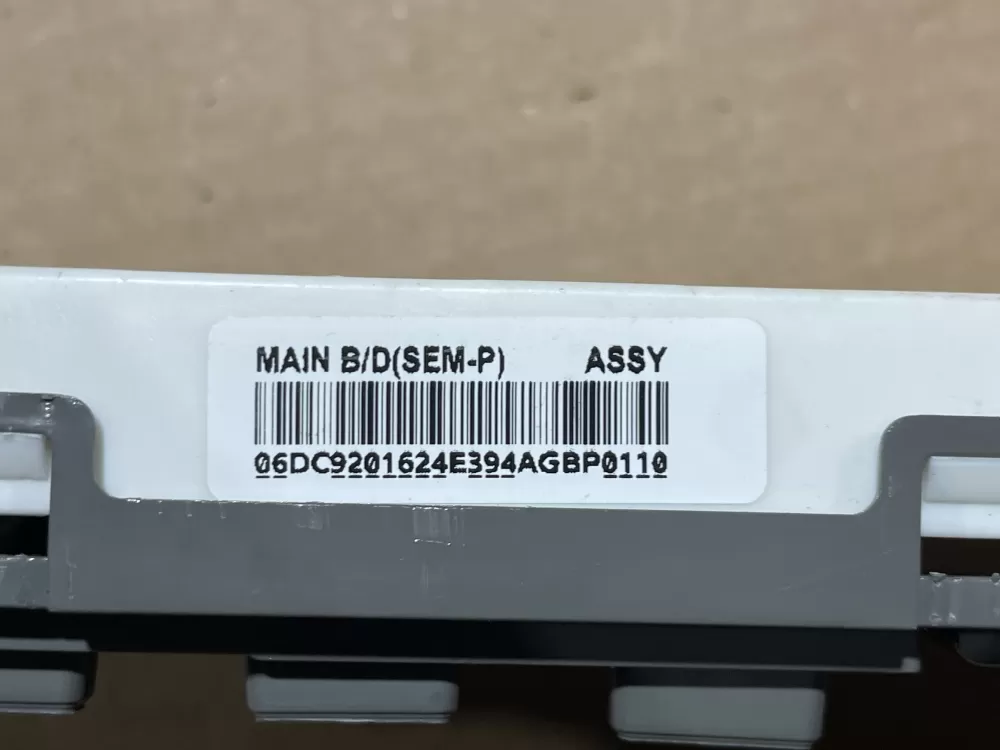 MAIN B/D(SEM-P) ASSY
06DC9201624E394AGBP0110